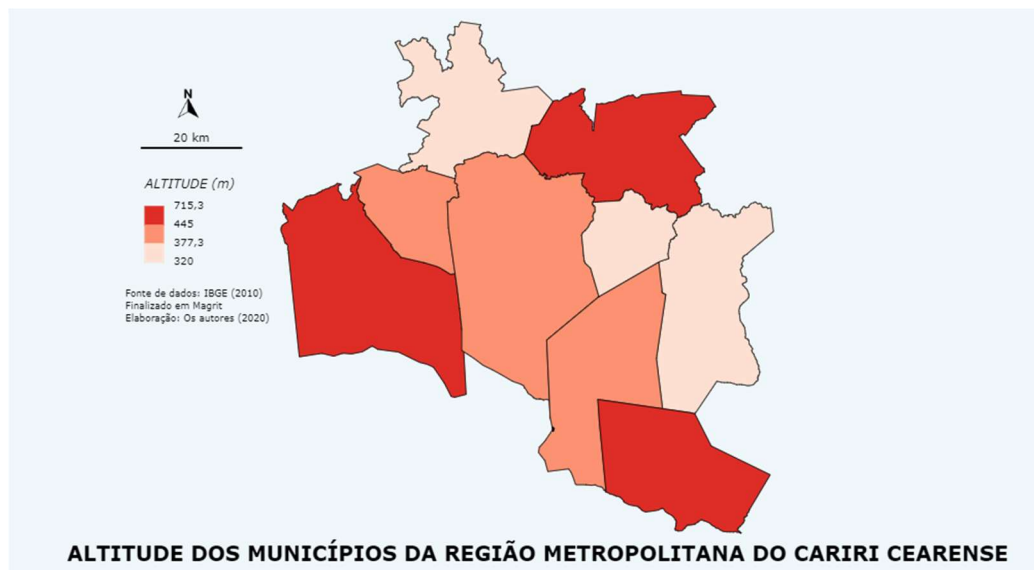 N
20 km
ALTITUDE (m)
715,3
445
377,3
320
Fonte de dados: IBGE (2010)
Finalizado em Magrit
Elaboração: Os autores (2020)
ALTITUDE DOS MUNICÍPIOS DA REGIÃO METROPOLITANA DO CARIRI CEARENSE